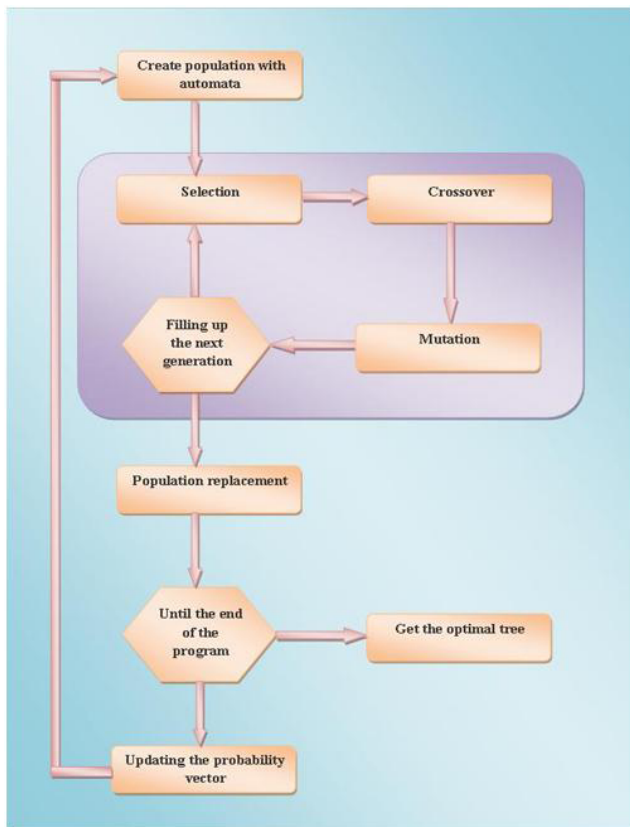 Create population with
automata
Selection
Crossover
Filling up
the next
generation
Mutation
Population replacement
Until the end
of the
program
Get the optimal tree
Updating the probability
vector